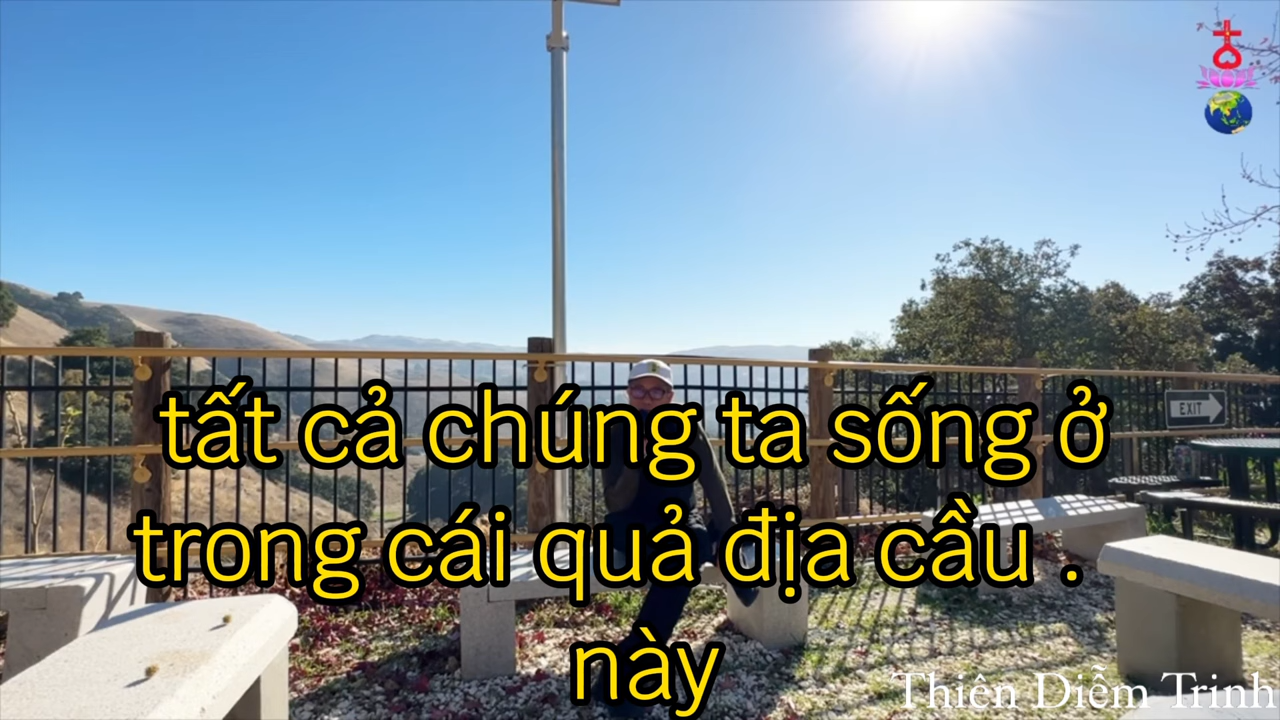 EXIT
tất cả chúng ta sống ở
trong cái quả địa cầu .
này
Thiên Diễm Trinh